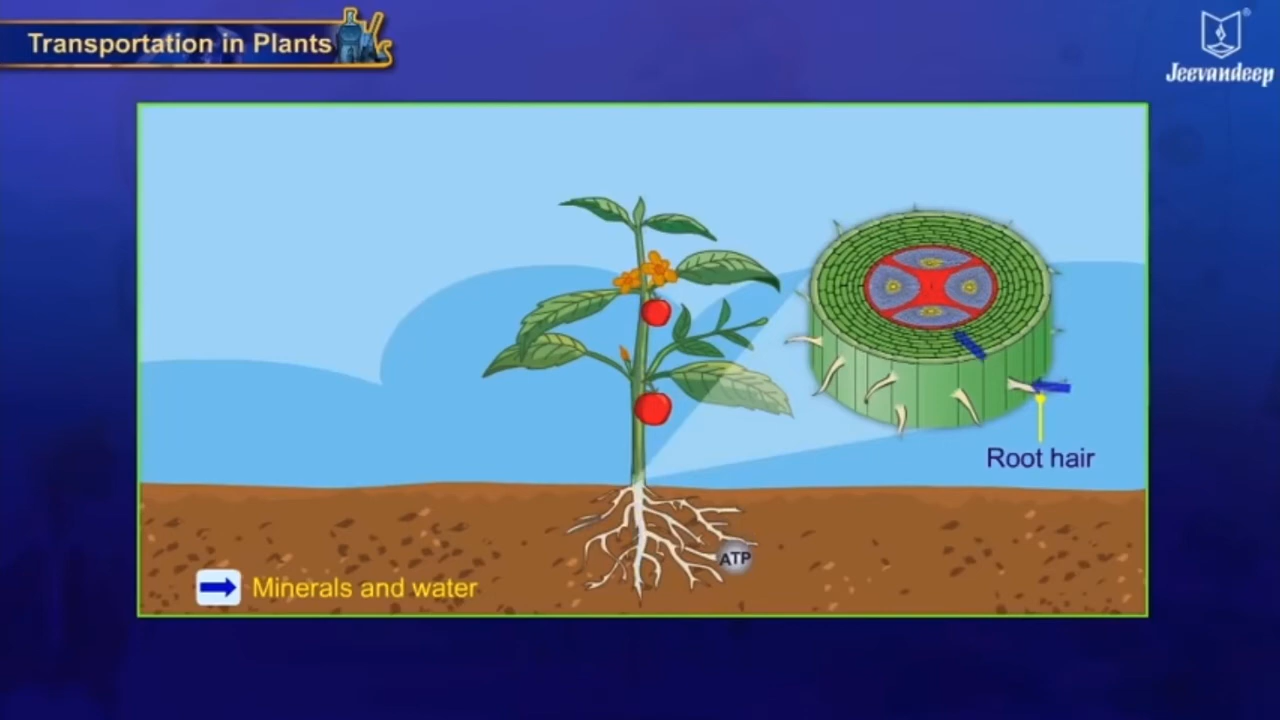 Transportation in Plants
Jeevandeep
Root hair
ATP
Minerals and water